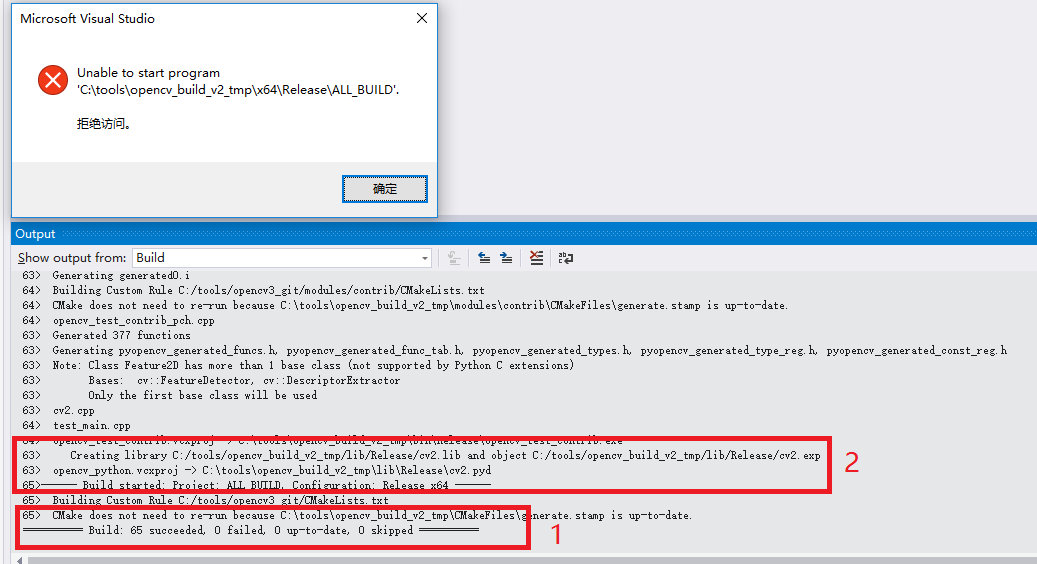 Microsoft Visual Studio
Unable to start program
'C:\tools\opencv_build_v2_tmp\x64\Release\ALL_BUILD'.
拒绝访问。
确定
Output
Show output from: Build
63> Generating generated0.i
64> Building Custom Rule C:/tools/opencv3_git/modules/contrib/CMakeLists.txt
64> CMake does not need to re-run because C:\tools\opencv_build_v2_tmp\modules\contrib\CMakeFiles\generate.stamp is up-to-date.
64> opencv_test_contrib_pch.cpp
63> Generated 377 functions
63> Generating pyopencv_generated_funcs.h, pyopencv_generated_func_tab.h, pyopencv_generated_types.h, pyopencv_generated_type_reg.h, pyopencv_generated_const_reg.h
63> Note: Class Feature2D has more than 1 base class (not supported by Python C extensions)
63> Bases: cv::FeatureDetector, cv::DescriptorExtractor
63> Only the first base class will be used
63> cv2.cpp
64> test_main.cpp
64> opencv_test_contrib.vcxproj -> C:\tools\opencv_build_v2_tmp\bin\Release\opencv_test_contrib.exe
63> Creating library C:/tools/opencv_build_v2_tmp/lib/Release/cv2.lib and object C:/tools/opencv_build_v2_tmp/lib/Release/cv2.exp
63> opencv_python.vcxproj -> C:\tools\opencv_build_v2_tmp\lib\Release\cv2.pyd
2
65>------ Build started: Project: ALL_BUILD, Configuration: Release x64 ------
65> Building Custom Rule C:/tools/opencv3_git/CMakeLists.txt
65> CMake does not need to re-run because C:\tools\opencv_build_v2_tmp\CMakeFiles\generate.stamp is up-to-date.
========== Build: 65 succeeded, 0 failed, 0 up-to-date, 0 skipped ==========
1